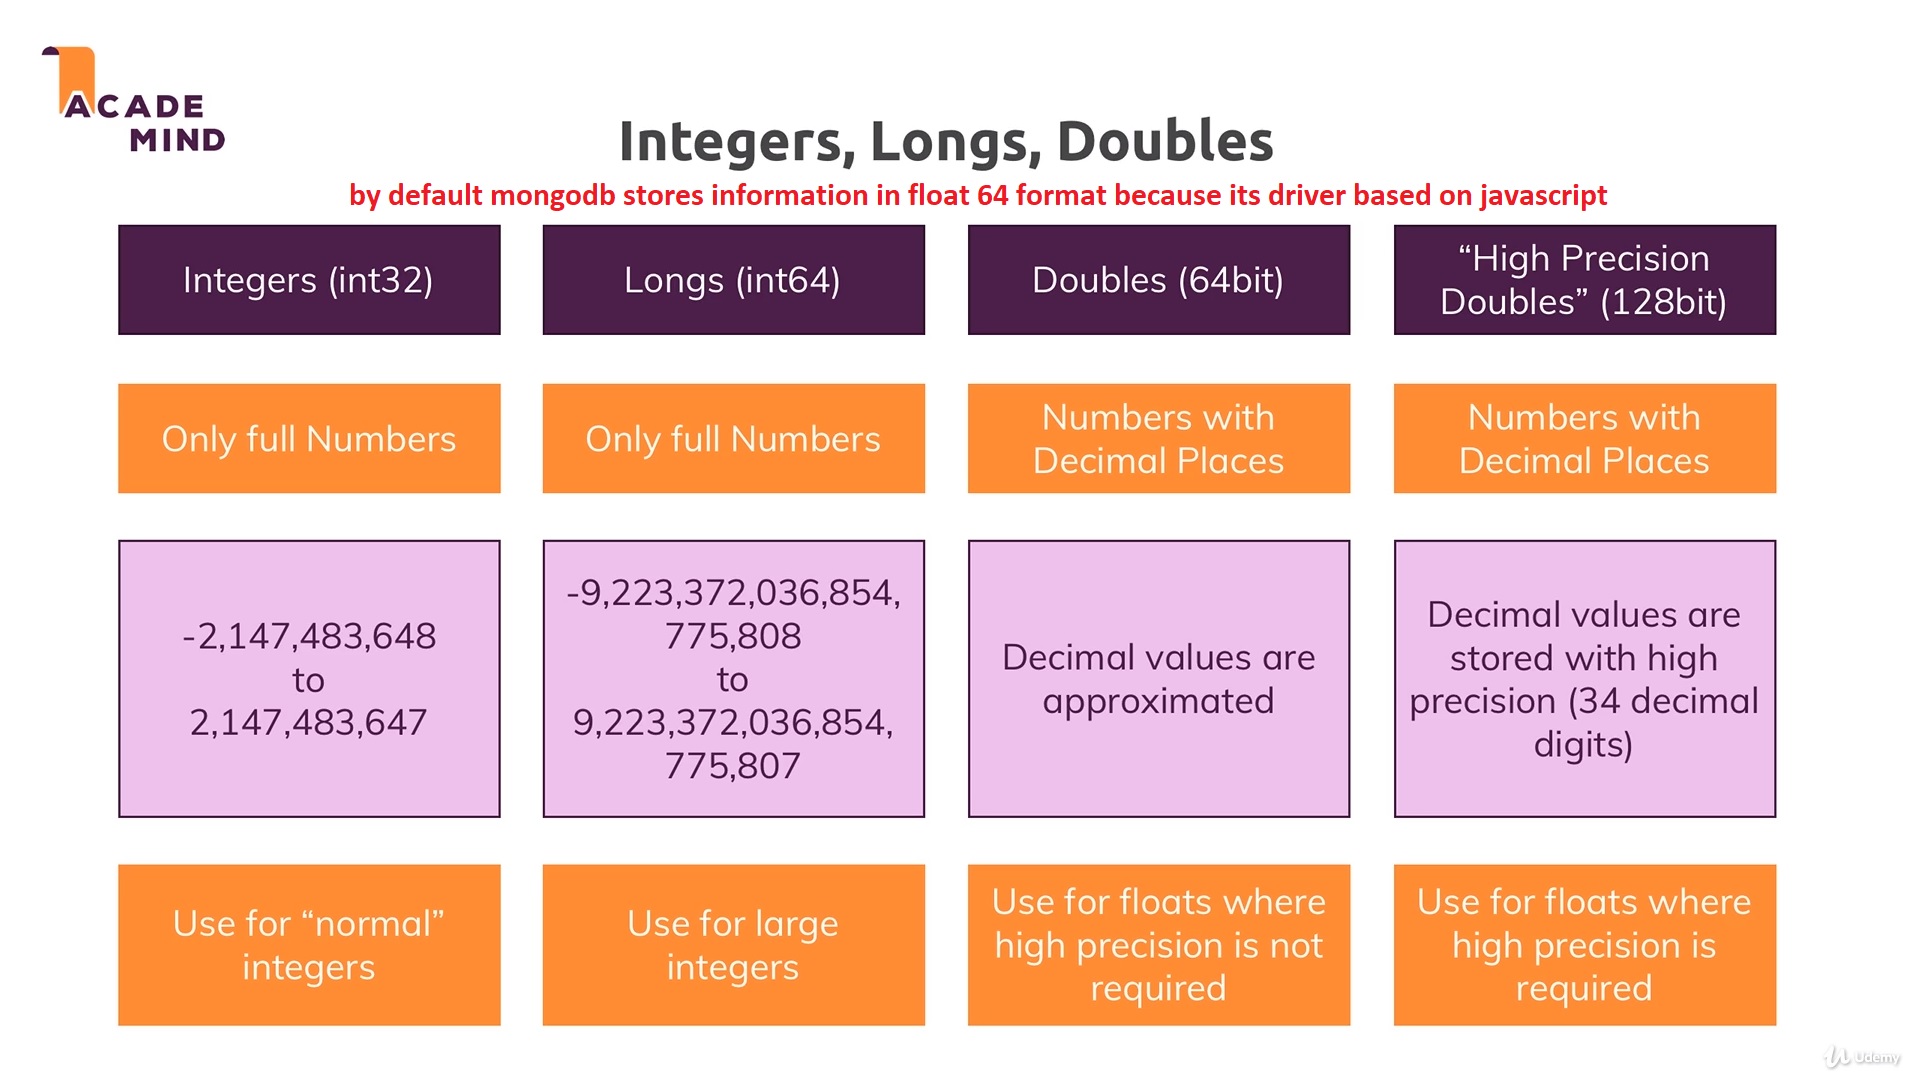 ACADE
MIND
Integers, Longs, Doubles
by default mongodb stores information in float 64 format because its driver based on javascript
Integers (int32)
Longs (int64)
Doubles (64bit)
“High Precision
Doubles” (128bit)
Only full Numbers
Only full Numbers
Numbers with
Decimal Places
Numbers with
Decimal Places
-2,147,483,648
to
2,147,483,647
-9,223,372,036,854,
775,808
to
9,223,372,036,854,
775,807
Decimal values are
approximated
Decimal values are
stored with high
precision (34 decimal
digits)
Use for “normal”
integers
Use for large
integers
Use for floats where
high precision is not
required
Use for floats where
high precision is
required
Udemy